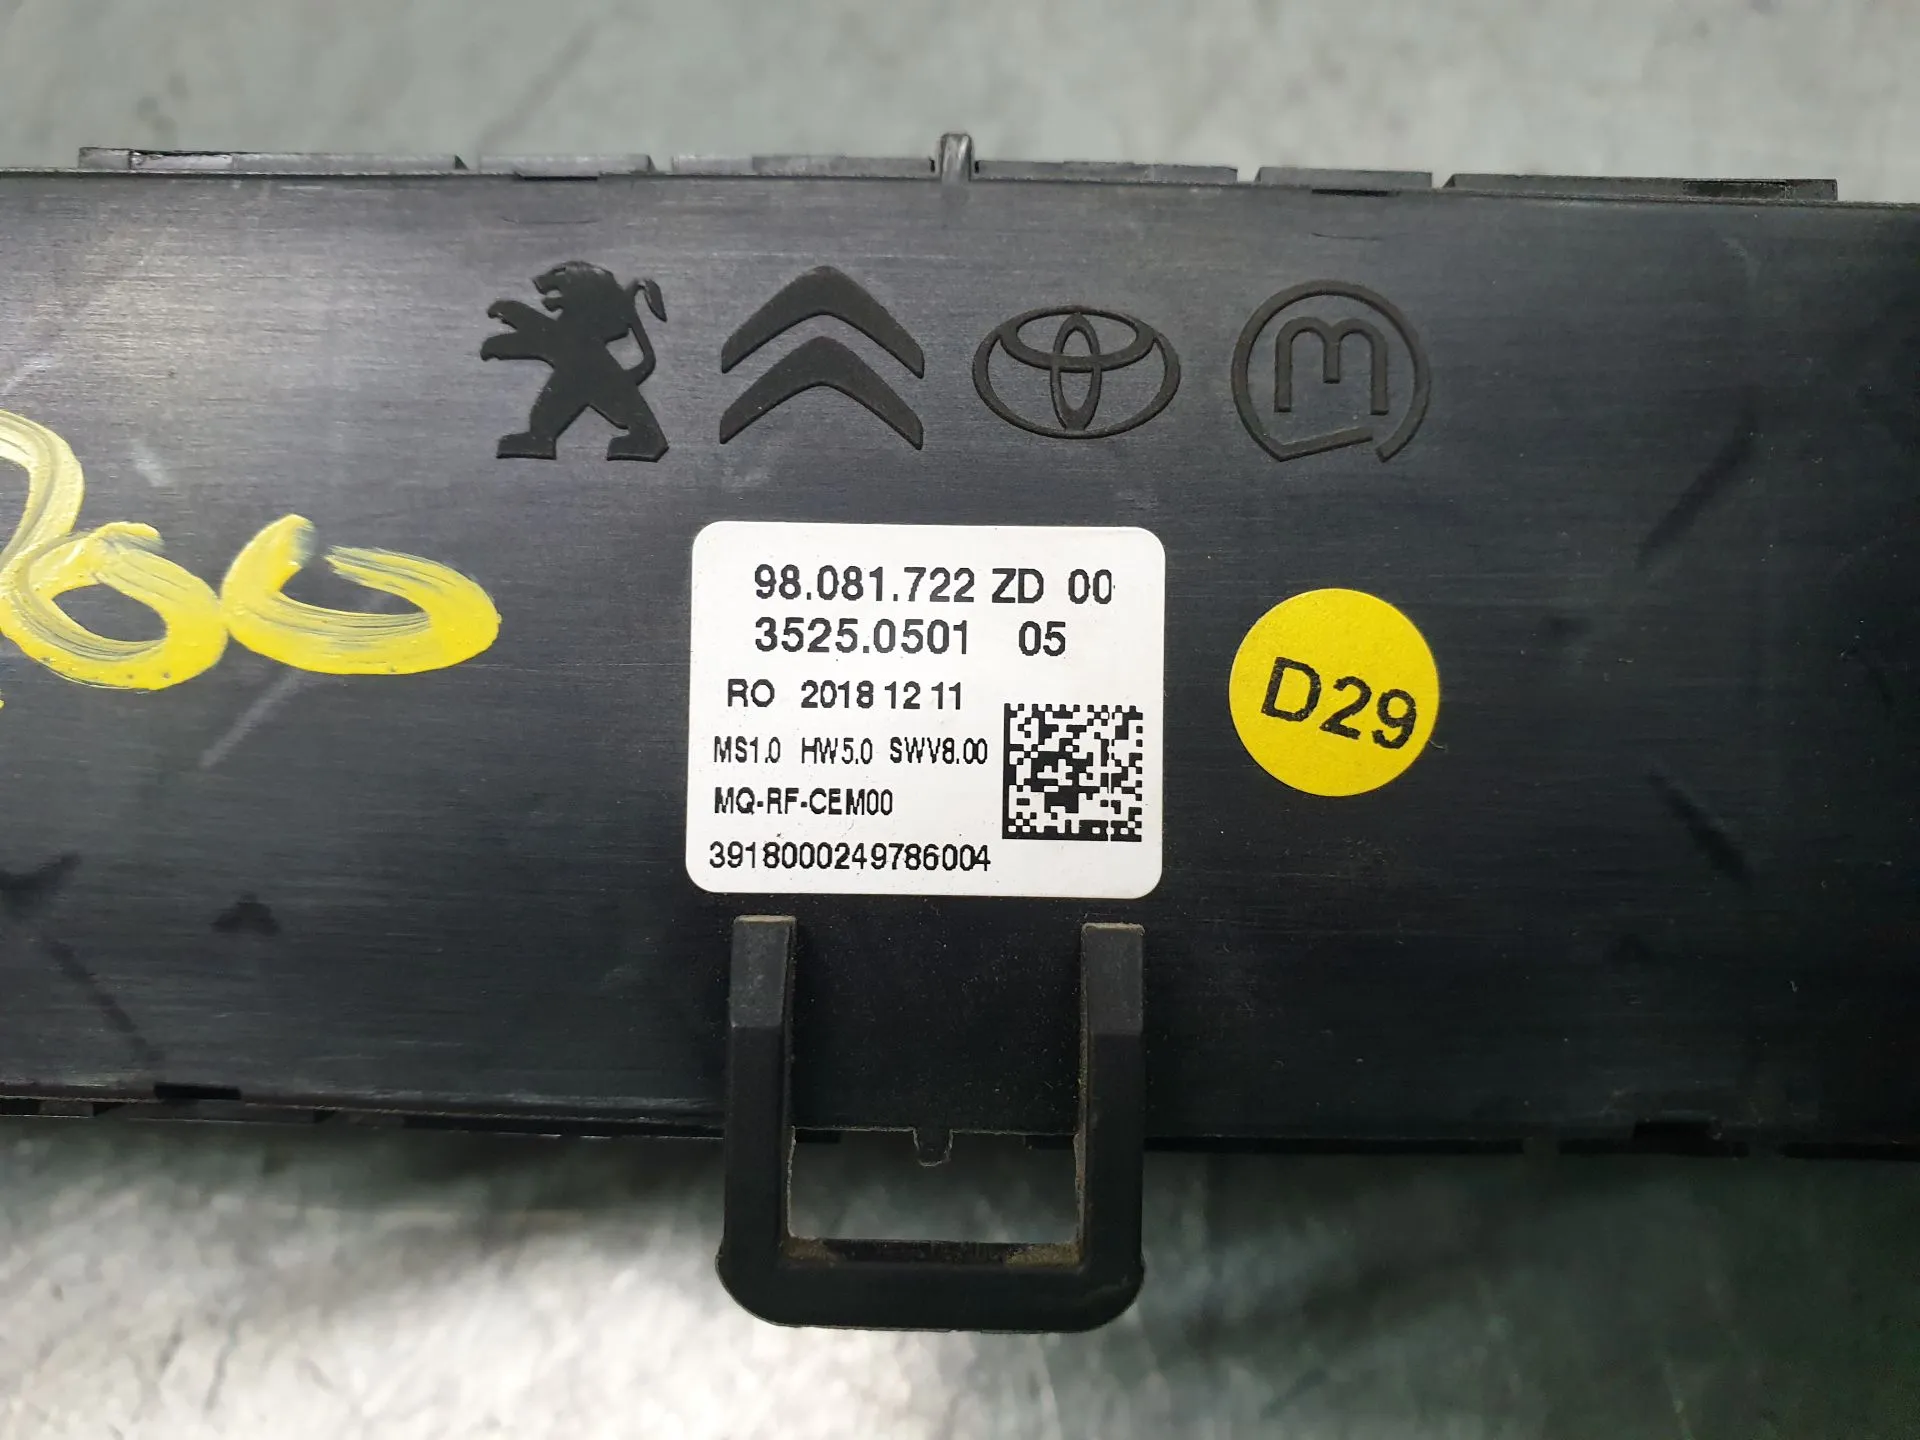 98.081.722 ZD 00
3525.0501 05
RO 2018 12 11
MS1.0 HW5.0 SWV8.00
MQ-RF-CEM00
3918000249786004
D29